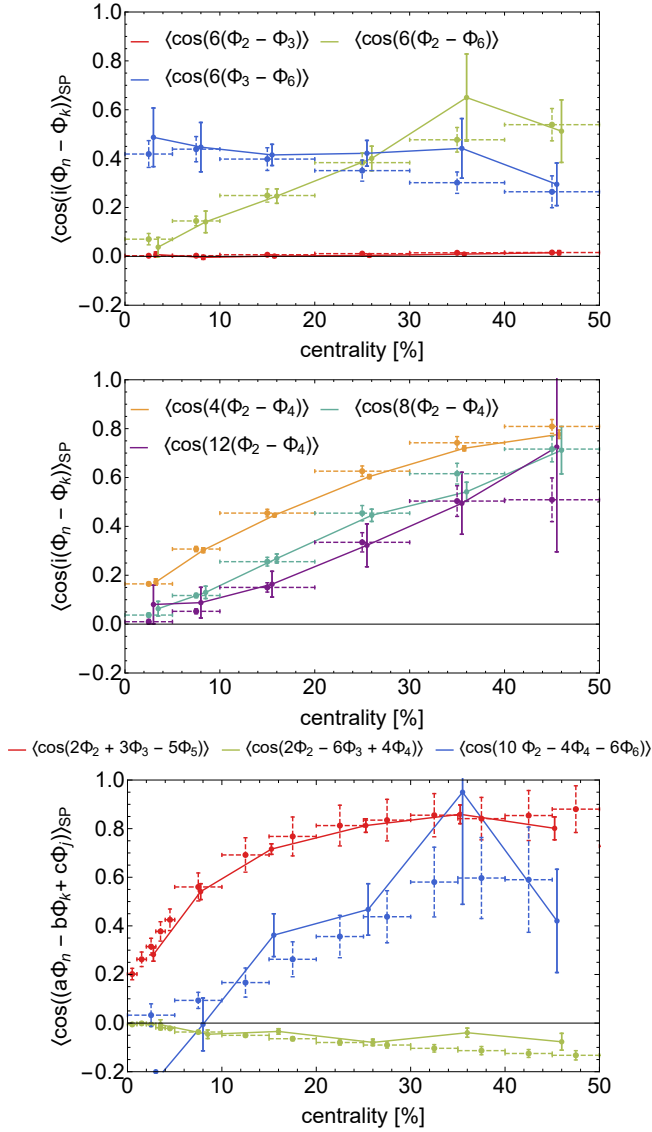 ⟨cos(6(Φ2 − Φ3)⟩ ⟨cos(6(Φ2 − Φ6)⟩
⟨cos(6(Φ3 − Φ6)⟩
⟨cos(i(Φn − Φk)⟩⟩SP
1.0
0.8
0.6
0.4
0.2
0.0
−0.2
0 10 20 30 40 50
centrality [%]
⟨cos(4(Φ2 − Φ4)⟩ ⟨cos(8(Φ2 − Φ4)⟩
⟨cos(12(Φ2 − Φ4)⟩
⟨cos(i(Φn − Φk)⟩⟩SP
1.0
0.8
0.6
0.4
0.2
0.0
−0.2
0 10 20 30 40 50
centrality [%]
⟨cos(2Φ2 + 3Φ3 − 5Φ5)⟩ ⟨cos(2Φ2 − 6Φ3 + 4Φ4)⟩ ⟨cos(10 Φ2 − 4Φ4 − 6Φ6)⟩
⟨cos((aΦn − bΦk+ cΦj)⟩SP
1.0
0.8
0.6
0.4
0.2
0.0
−0.2
0 10 20 30 40 50
centrality [%]